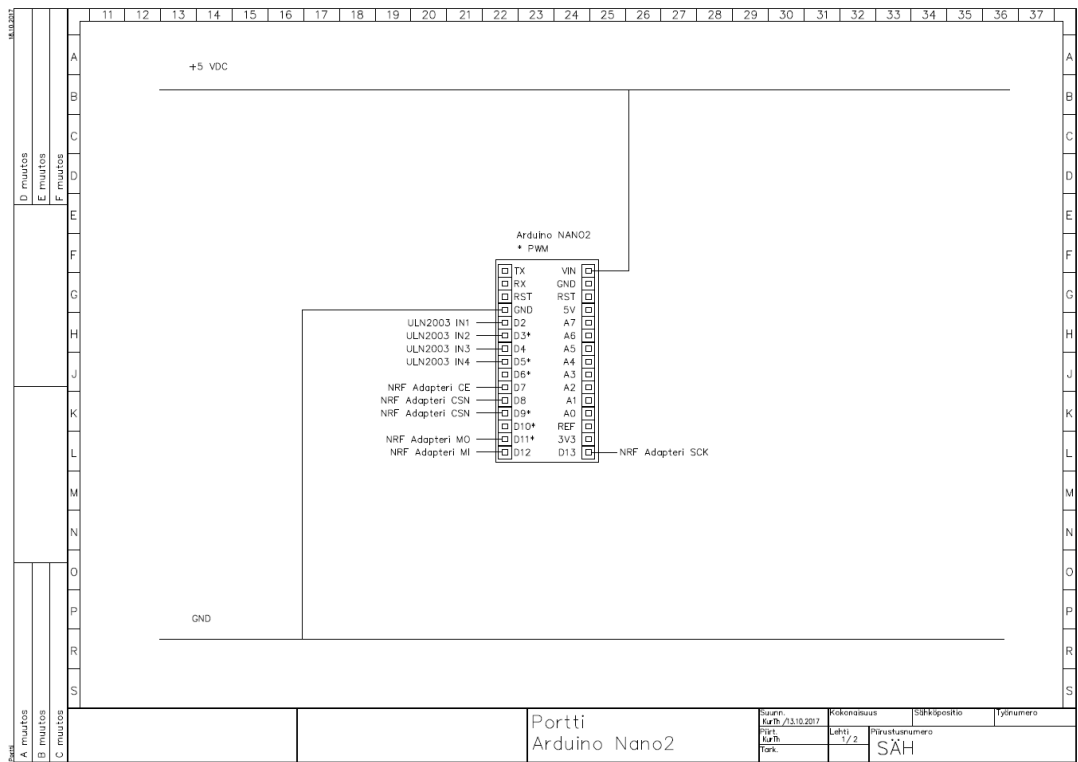 18.10.2017
11 12 13 14 15 16 17 18 19 20 21 22 23 24 25 26 27 28 29 30 31 32 33 34 35 36 37
A A
B B
C C
D D
E E
F F
G G
H H
J J
K K
L L
M M
N N
O O
P P
R R
S S
D muutos
E muutos
F muutos
A muutos
B muutos
C muutos
Portti
+5 VDC
Arduino NANO2
* PWM
TX VIN
RX GND
RST RST
GND 5V
ULN2003 IN1 D2 A7
ULN2003 IN2 D3* A6
ULN2003 IN3 D4 A5
ULN2003 IN4 D5* A4
D6* A3
NRF Adapteri CE D7 A2
NRF Adapteri CSN D8 A1
NRF Adapteri CSN D9* A0
D10* REF
NRF Adapteri MO D11* 3V3
NRF Adapteri MI D12 D13 NRF Adapteri SCK
GND
Portti
Arduino Nano2
Suunn.
KurTh /13.10.2017
Piirt.
KurTh
Tark.
Kokonaisuus
Sähköpositio
Työnumero
Lehti
1/2
Piirustusnumero
SÄH